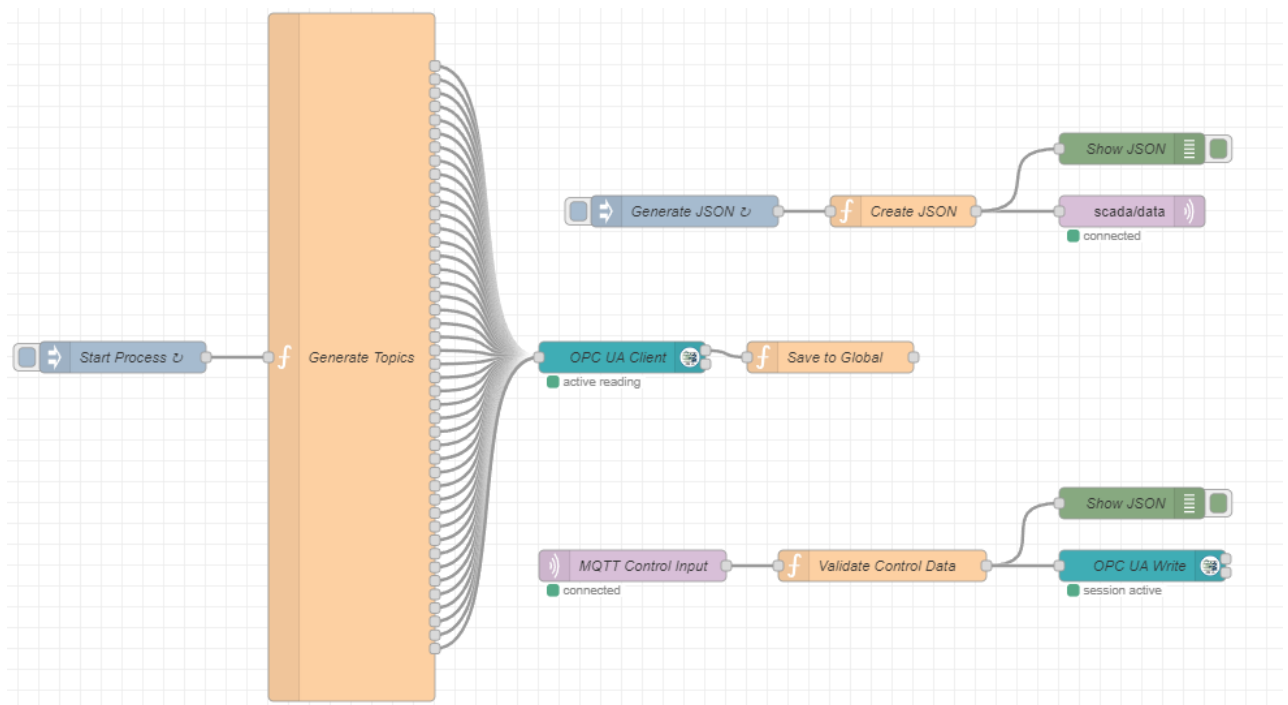 Show JSON
Generate JSON ↻
Create JSON
scada/data
connected
Start Process ↻
Generate Topics
OPC UA Client
Save to Global
active reading
Show JSON
MQTT Control Input
Validate Control Data
OPC UA Write
connected
session active